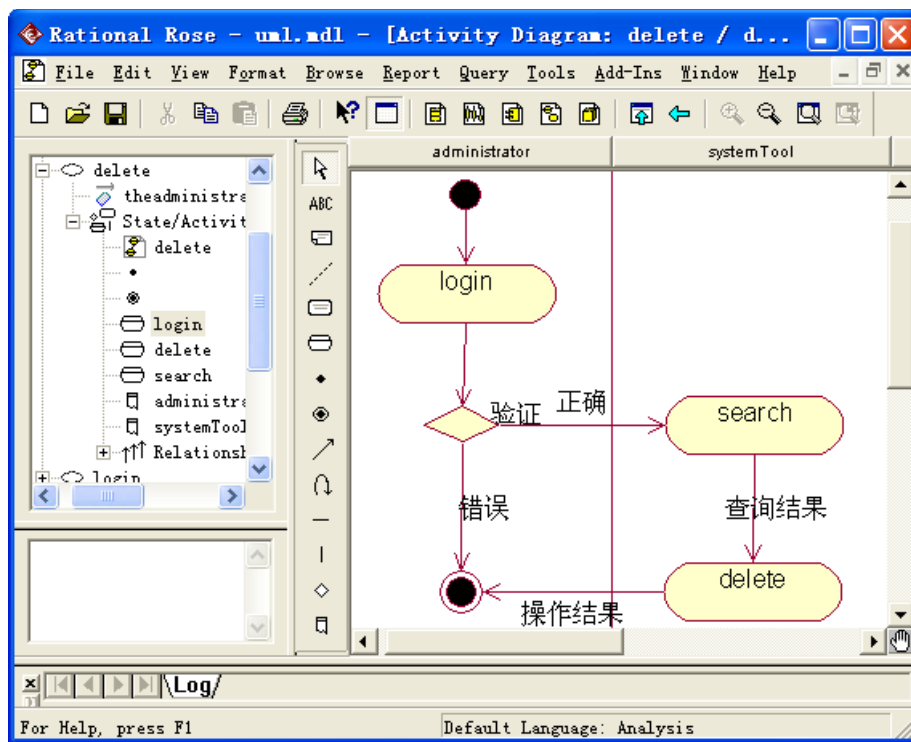 Rational Rose - uml.mdl - [Activity Diagram: delete / d...
File Edit View Format Browse Report Query Tools Add-Ins Window Help
administrator systemTool
delete
theadministra
State/Activit
delete
login
delete
search
administra
systemTool
Relationsh
login
ABC
login
验证 正确
search
错误
查询结果
delete
操作结果
Log
For Help, press F1 Default Language: Analysis